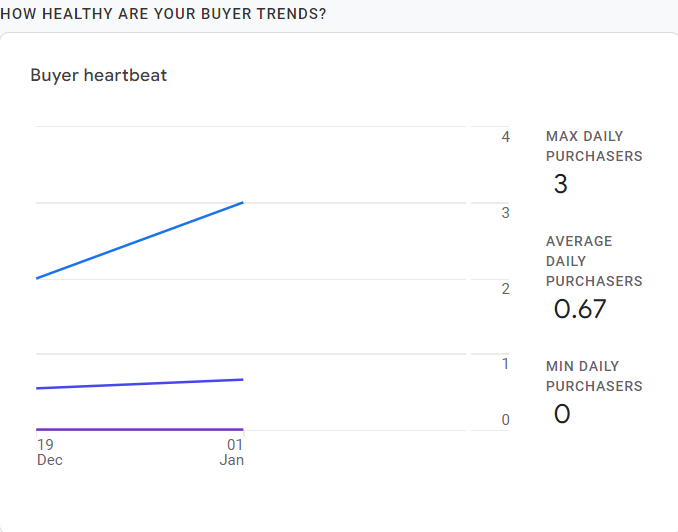 HOW HEALTHY ARE YOUR BUYER TRENDS?
Buyer heartbeat
4
3
2
1
0
19
Dec
01
Jan
MAX DAILY
PURCHASERS
3
AVERAGE
DAILY
PURCHASERS
0.67
MIN DAILY
PURCHASERS
0